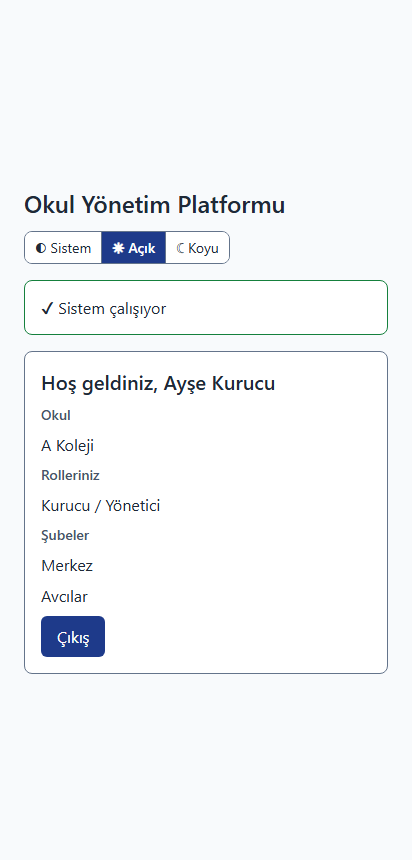 Okul Yönetim Platformu
◐ Sistem ✱ Açık ☾ Koyu
✔ Sistem çalışıyor
Hoş geldiniz, Ayşe Kurucu
Okul
A Koleji
Rolleriniz
Kurucu / Yönetici
Şubeler
Merkez
Avcılar
Çıkış